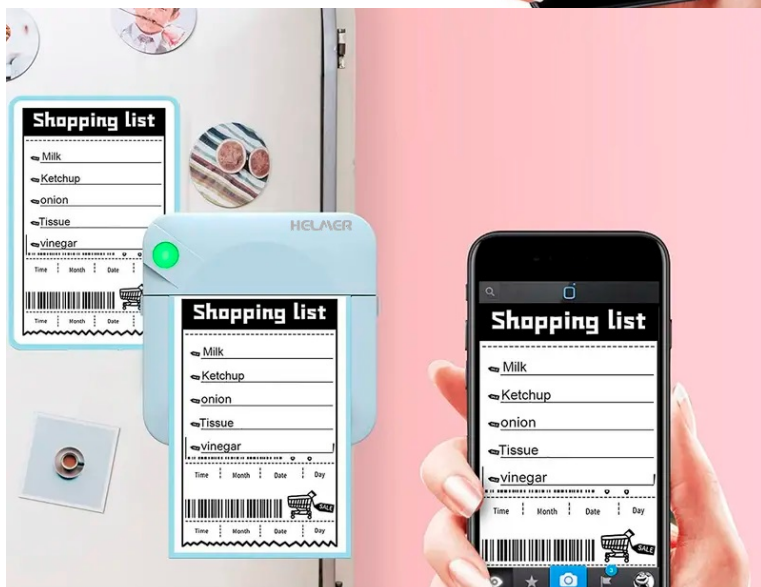 Shopping list
Milk
Ketchup
onion
Tissue
vinegar
Time Month Date
Time Month Date
HELMER
Shopping list
Milk
Ketchup
onion
Tissue
vinegar
Time Month Date Day
SALE
Time Month Date Day
Shopping list
Milk
Ketchup
onion
Tissue
vinegar
Time Month Date Day
SALE
3